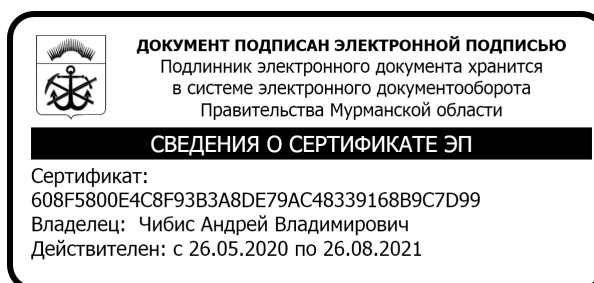 ДОКУМЕНТ ПОДПИСАН ЭЛЕКТРОННОЙ ПОДПИСЬЮ
Подлинник электронного документа хранится
в системе электронного документооборота
Правительства Мурманской области
СВЕДЕНИЯ О СЕРТИФИКАТЕ ЭП
Сертификат:
608F5800E4C8F93B3A8DE79AC48339168B9C7D99
Владелец: Чибис Андрей Владимирович
Действителен: с 26.05.2020 по 26.08.2021